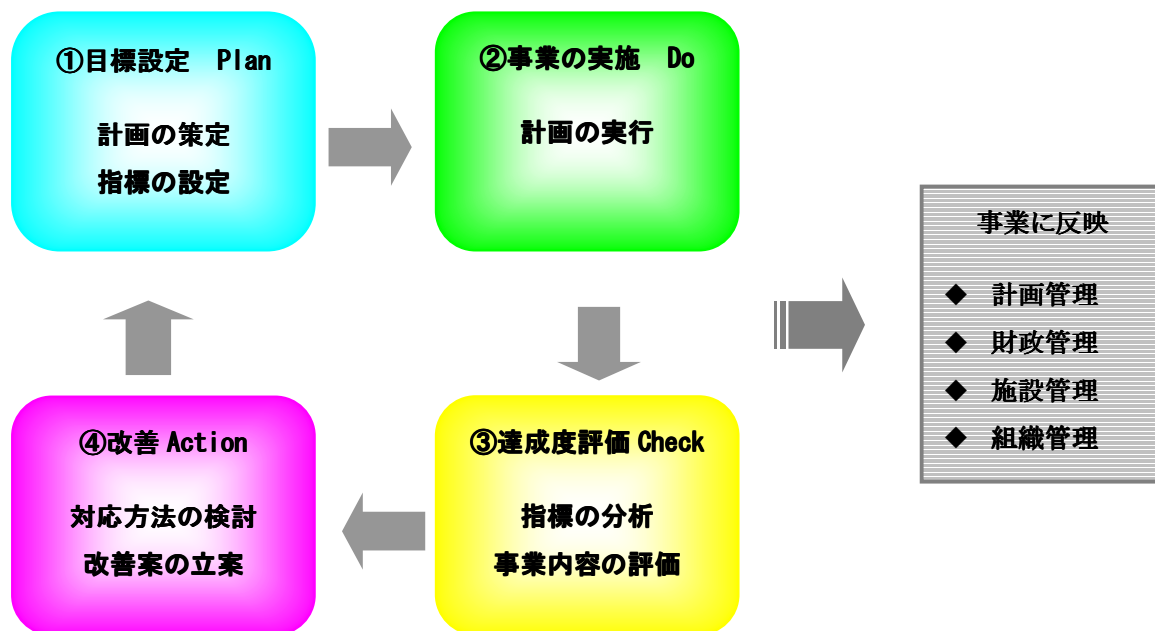 ①目標設定　Plan
計画の策定
指標の設定
②事業の実施　Do
計画の実行
③達成度評価 Check
指標の分析
事業内容の評価
④改善 Action
対応方法の検討
改善案の立案
事業に反映
◆　計画管理
◆　財政管理
◆　施設管理
◆　組織管理